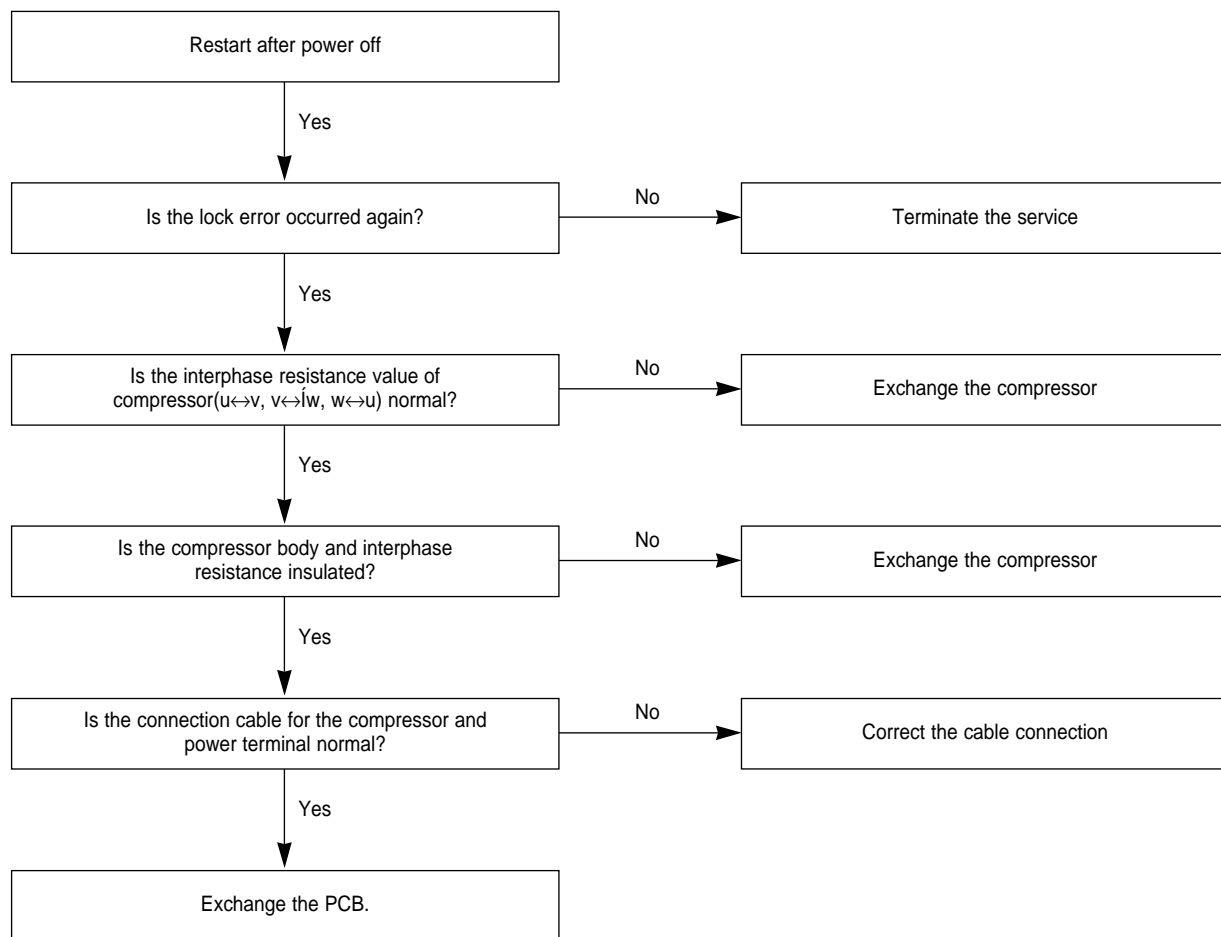 Restart after power off
Yes
Is the lock error occurred again?
No
Terminate the service
Yes
Is the interphase resistance value of
compressor(u↔v, v↔Íw, w↔u) normal?
No
Exchange the compressor
Yes
Is the compressor body and interphase
resistance insulated?
No
Exchange the compressor
Yes
Is the connection cable for the compressor and
power terminal normal?
No
Correct the cable connection
Yes
Exchange the PCB.